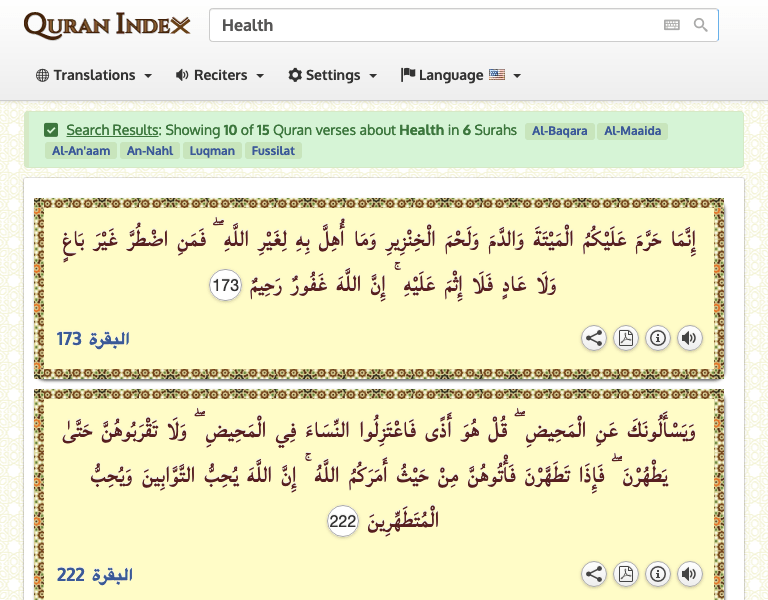 QURAN INDEX
Health
Translations
Reciters
Settings
Language
Search Results: Showing 10 of 15 Quran verses about Health in 6 Surahs Al-Baqara Al-Maaida
Al-An'aam An-Nahl Luqman Fussilat
إِنَّمَا حَرَّمَ عَلَيْكُمُ الْمَيْتَةَ وَالدَّمَ وَلَحْمَ الْخِنْزِيرِ وَمَا أُهِلَّ بِهِ لِغَيْرِ اللَّهِ ۖ فَمَنِ اضْطُرَّ غَيْرَ بَاغٍ
وَلَا عَادٍ فَلَا إِثْمَ عَلَيْهِ ۚ إِنَّ اللَّهَ غَفُورٌ رَحِيمٌ 173
البقرة 173
وَيَسْأَلُونَكَ عَنِ الْمَحِيضِ ۖ قُلْ هُوَ أَذًى فَاعْتَزِلُوا النِّسَاءَ فِي الْمَحِيضِ ۖ وَلَا تَقْرَبُوهُنَّ حَتَّىٰ
يَطْهُرْنَ ۖ فَإِذَا تَطَهَّرْنَ فَأْتُوهُنَّ مِنْ حَيْثُ أَمَرَكُمُ اللَّهُ ۚ إِنَّ اللَّهَ يُحِبُّ التَّوَّابِينَ وَيُحِبُّ
الْمُتَطَهِّرِينَ 222
البقرة 222